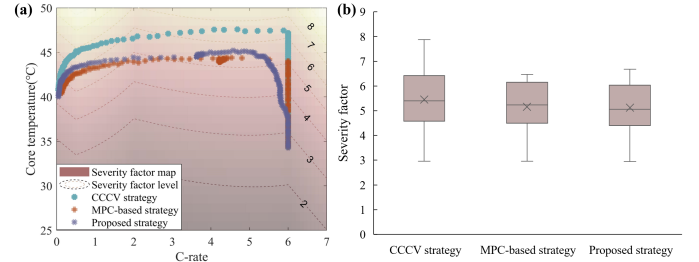 (a)
50
45
40
35
30
25
Core temperature(℃)
8
7
6
5
4
3
2
Severity factor map
Severity factor level
CCCV strategy
MPC-based strategy
Proposed strategy
0 1 2 3 4 5 6 7
C-rate
(b)
9
8
7
6
5
4
3
2
1
0
Severity factor
CCCV strategy MPC-based strategy Proposed strategy